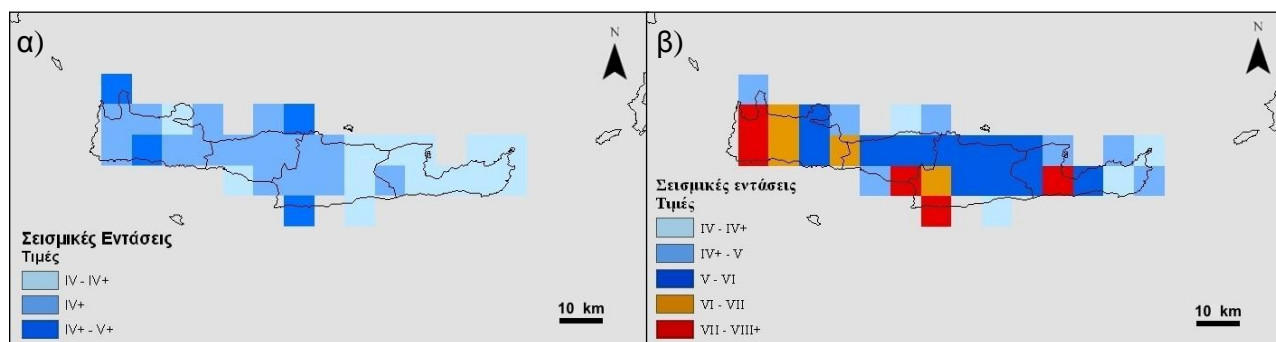 α)
N
Σεισμικές Εντάσεις
Τιμές
IV - IV+
IV+
IV+ - V+
10 km
β)
N
Σεισμικές εντάσεις
Τιμές
IV - IV+
IV+ - V
V - VI
VI - VII
VII - VIII+
10 km